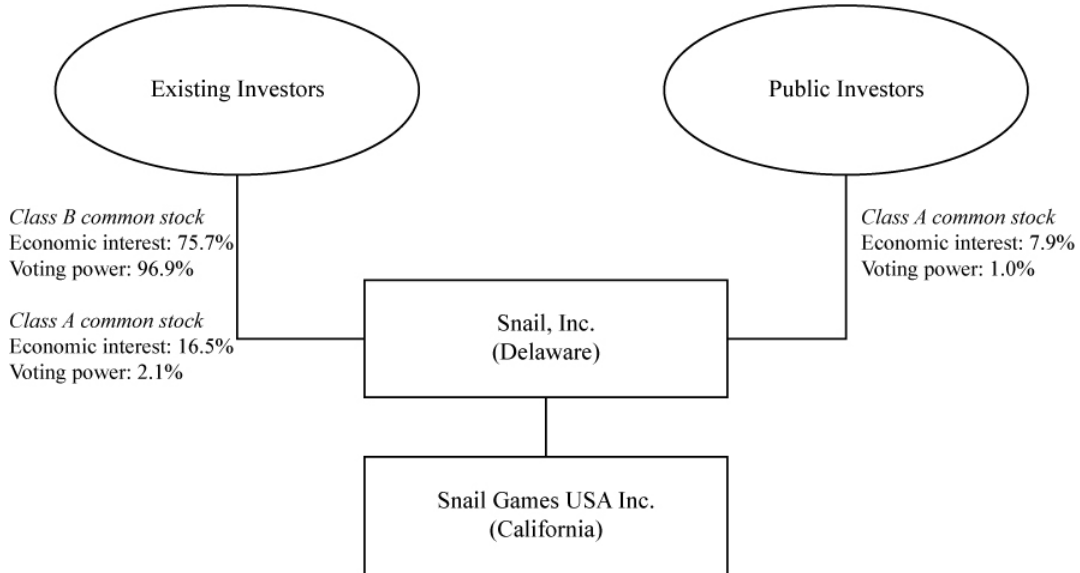 Existing Investors
Public Investors
Class B common stock
Economic interest: 75.7%
Voting power: 96.9%
Class A common stock
Economic interest: 16.5%
Voting power: 2.1%
Class A common stock
Economic interest: 7.9%
Voting power: 1.0%
Snail, Inc.
(Delaware)
Snail Games USA Inc.
(California)